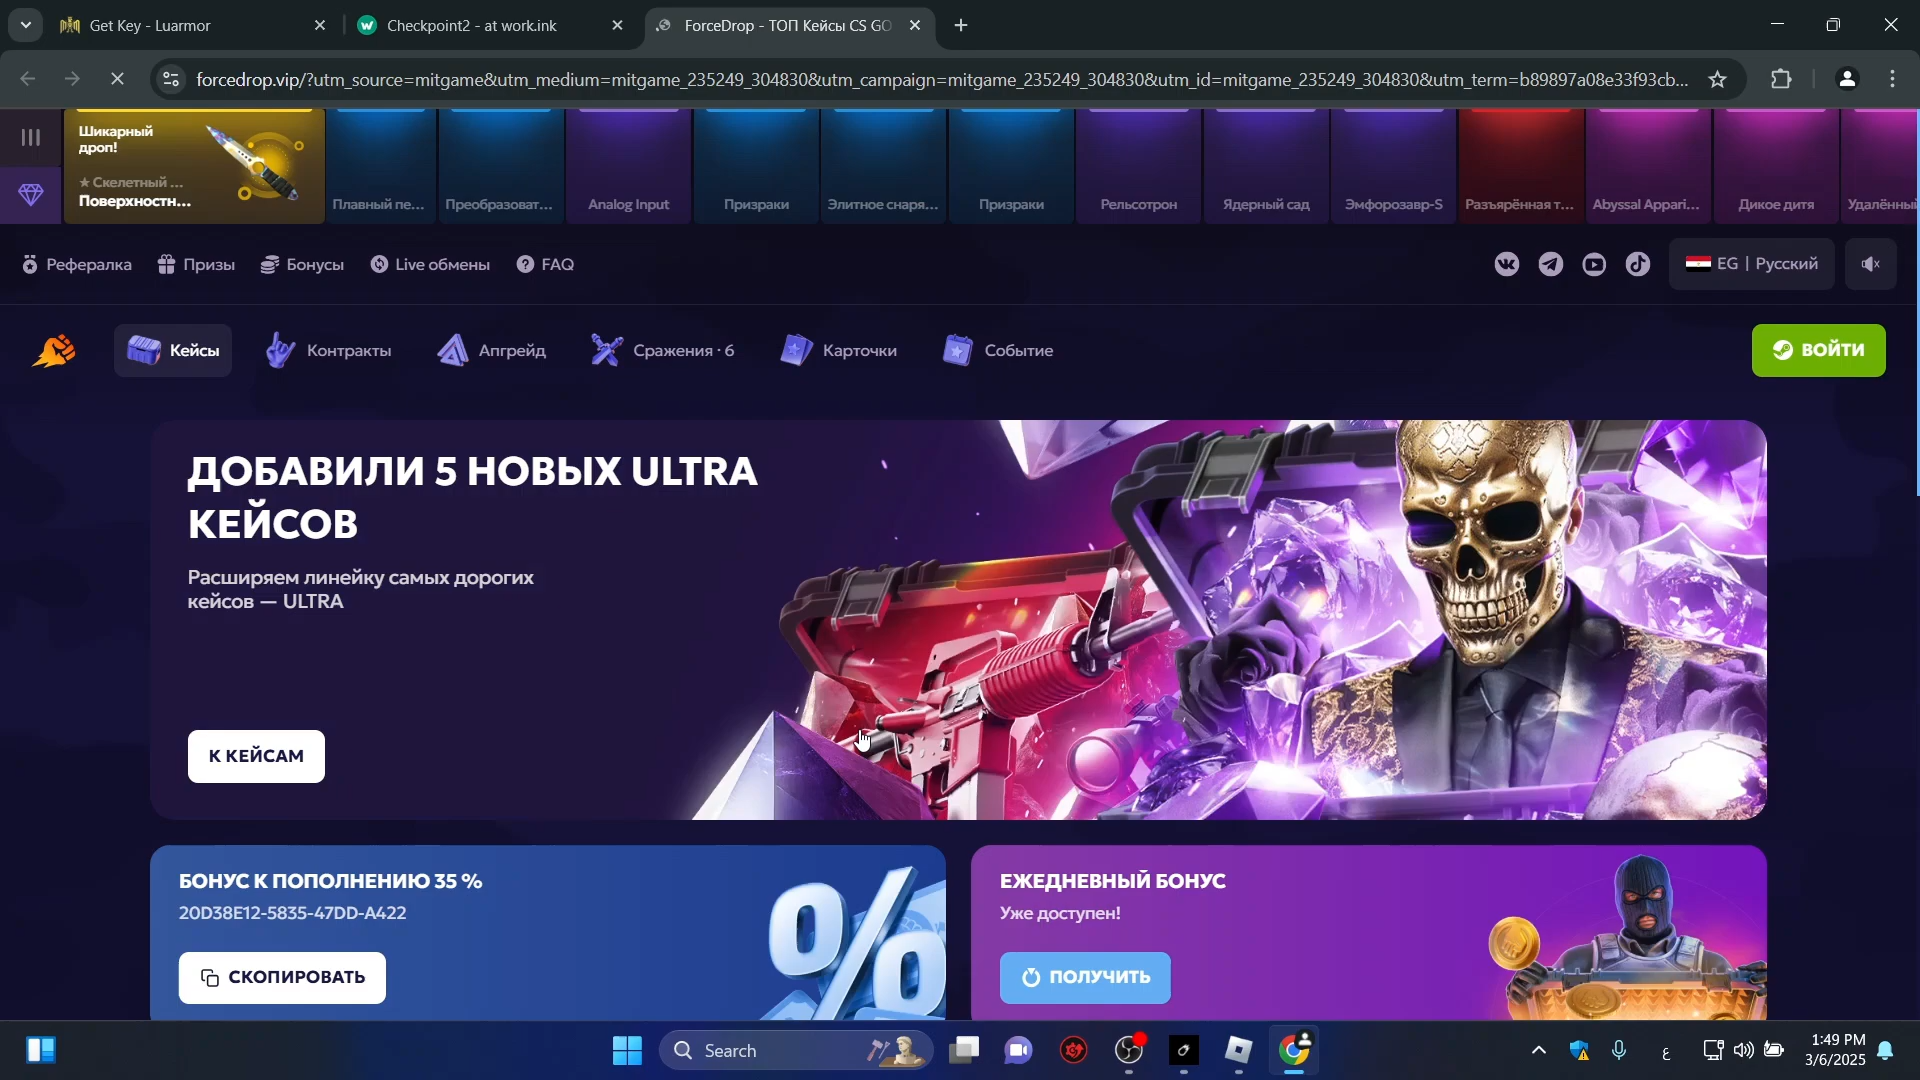 Get Key - Luarmor
Checkpoint2 - at work.ink
ForceDrop - ТОП Кейсы CS GO
forcedrop.vip/?utm_source=mitgame&utm_medium=mitgame_235249_304830&utm_campaign=mitgame_235249_304830&utm_id=mitgame_235249_304830&utm_term=b89897a08e33f93cb...
Шикарный
дроп!
★ Скелетный ...
Поверхностн...
Плавный пе...
Преобразоват...
Analog Input
Призраки
Элитное снаря...
Призраки
Рельсотрон
Ядерный сад
Эмфорозавр-S
Разъярённая т...
Abyssal Appari...
Дикое дитя
Удалённый
Рефералка
Призы
Бонусы
Live обмены
FAQ
EG | Русский
Кейсы
Контракты
Апгрейд
Сражения · 6
Карточки
Событие
ВОЙТИ
ДОБАВИЛИ 5 НОВЫХ ULTRA
КЕЙСОВ
Расширяем линейку самых дорогих
кейсов — ULTRA
К КЕЙСАМ
БОНУС К ПОПОЛНЕНИЮ 35 %
20D38E12-5835-47DD-A422
СКОПИРОВАТЬ
ЕЖЕДНЕВНЫЙ БОНУС
Уже доступен!
ПОЛУЧИТЬ
Search
ع
1:49 PM
3/6/2025